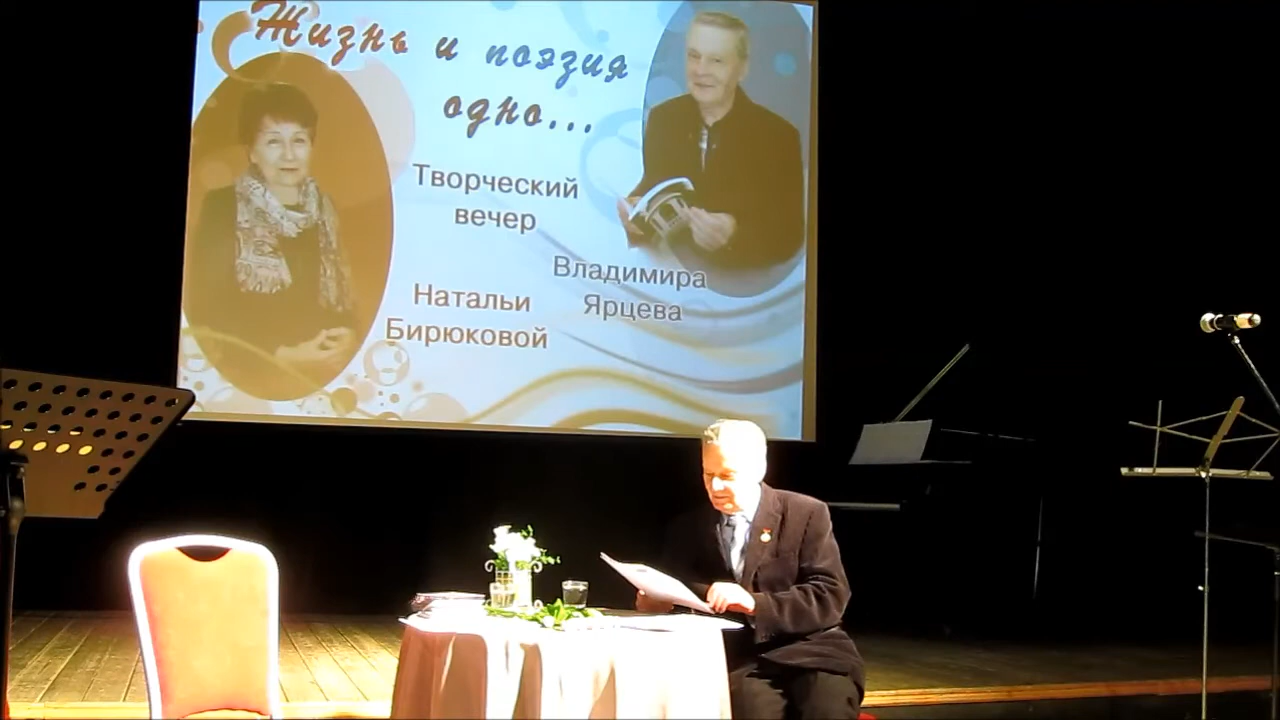 Жизнь и поэзия
одно...
Творческий
вечер
Владимира
Ярцева
Натальи
Бирюковой